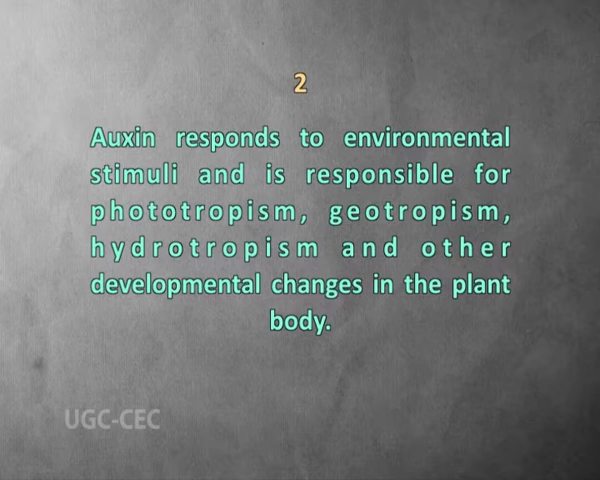 2
Auxin responds to environmental
stimuli and is responsible for
phototropism, geotropism,
hydrotropism and other
developmental changes in the plant
body.
UGC-CEC